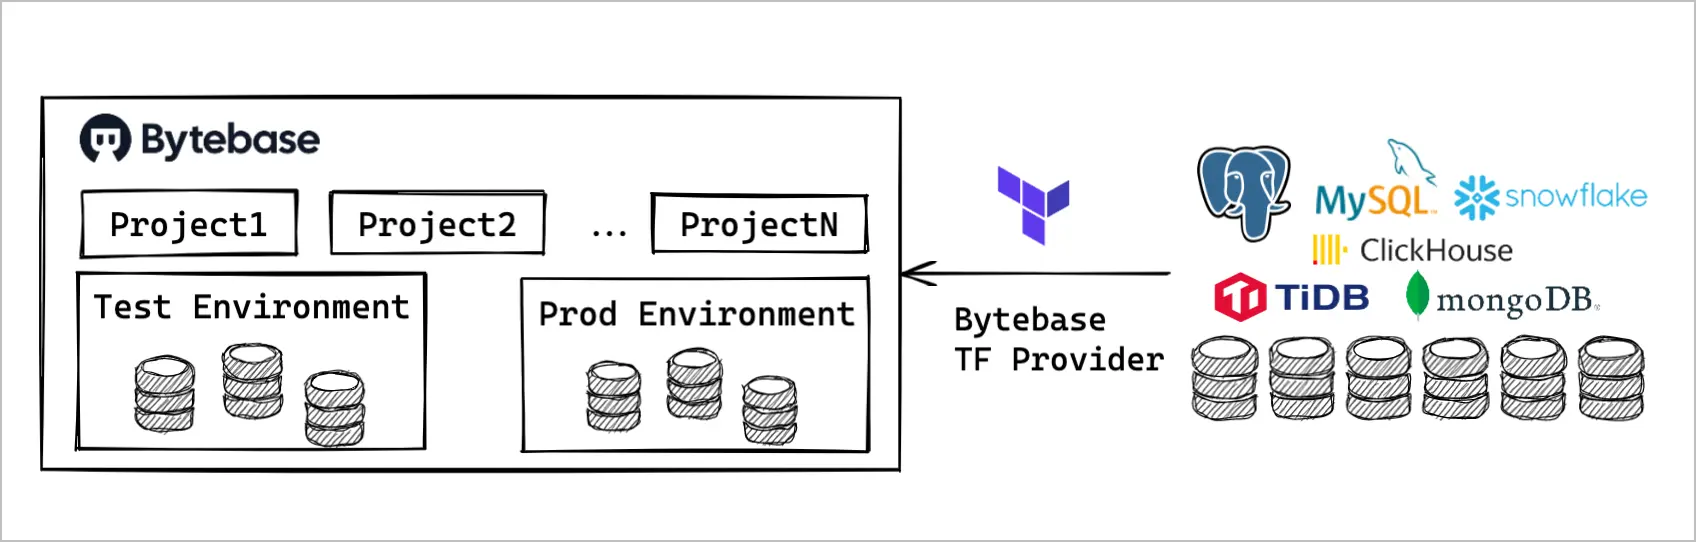 Bytebase
Project1
Project2
...
ProjectN
Test Environment
Prod Environment
Bytebase
TF Provider
MySQL
snowflake
ClickHouse
TiDB
mongoDB